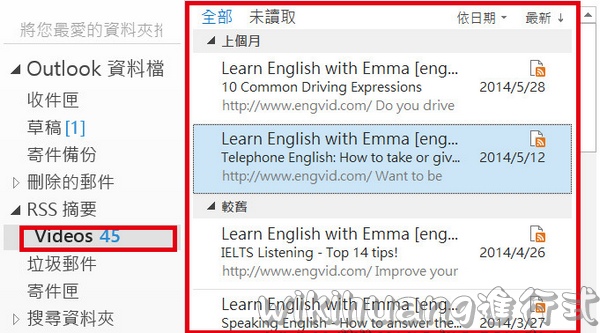 將您最愛的資料夾拖
Outlook 資料檔
收件匣
草稿 [1]
寄件備份
刪除的郵件
RSS 摘要
Videos 45
垃圾郵件
寄件匣
搜尋資料夾
全部 未讀取 依日期 最新 ↓
上個月
Learn English with Emma [eng...
10 Common Driving Expressions 2014/5/28
http://www.engvid.com/ Do you drive
Learn English with Emma [eng...
Telephone English: How to take or giv... 2014/5/12
http://www.engvid.com/ Want to be
較舊
Learn English with Emma [eng...
IELTS Listening - Top 14 tips! 2014/4/26
http://www.engvid.com/ Improve your
Learn English with Emma [eng...
Speaking English - How to answer the... 2014/3/27
wikihuang進行式